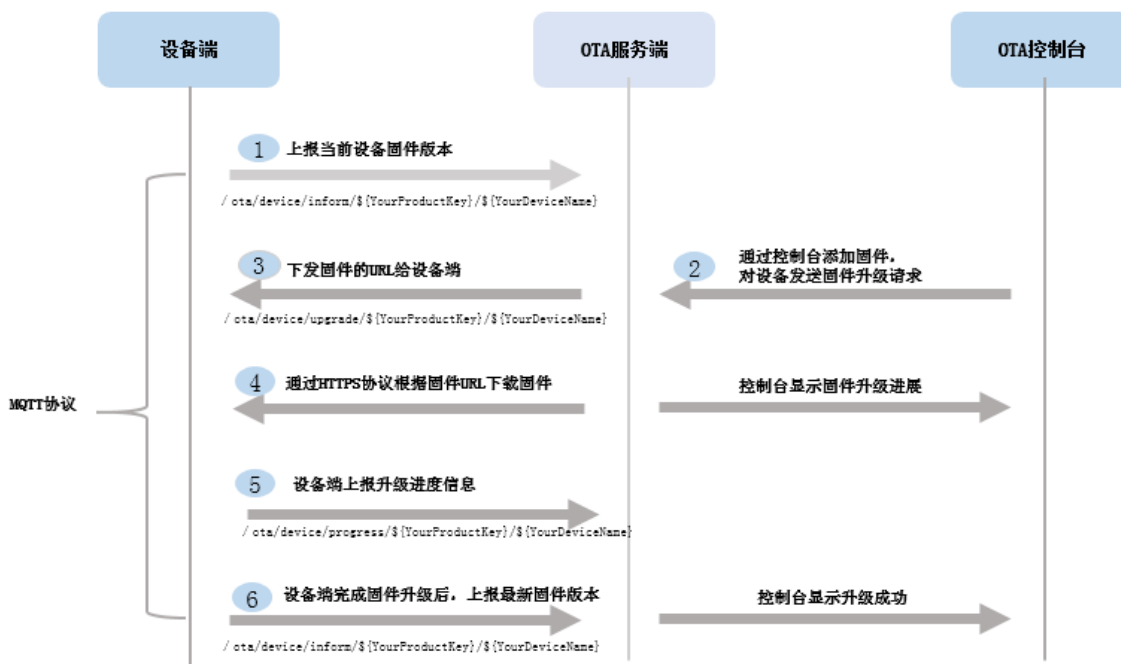 设备端
OTA服务端
OTA控制台
1
上报当前设备固件版本
/ ota/device/inform/${YourProductKey}/${YourDeviceName}
2
通过控制台添加固件，
对设备发送固件升级请求
3
下发固件的URL给设备端
/ ota/device/upgrade/${YourProductKey}/${YourDeviceName}
4
通过HTTPS协议根据固件URL下载固件
控制台显示固件升级进展
MQTT协议
5
设备端上报升级进度信息
/ ota/device/progress/${YourProductKey}/${YourDeviceName}
6
设备端完成固件升级后，上报最新固件版本
控制台显示升级成功
/ ota/device/inform/${YourProductKey}/${YourDeviceName}